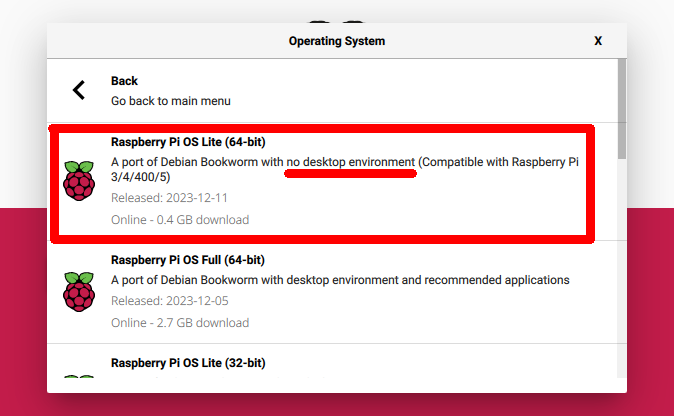 Operating System
X
Back
Go back to main menu
Raspberry Pi OS Lite (64-bit)
A port of Debian Bookworm with no desktop environment (Compatible with Raspberry Pi
3/4/400/5)
Released: 2023-12-11
Online - 0.4 GB download
Raspberry Pi OS Full (64-bit)
A port of Debian Bookworm with desktop environment and recommended applications
Released: 2023-12-05
Online - 2.7 GB download
Raspberry Pi OS Lite (32-bit)